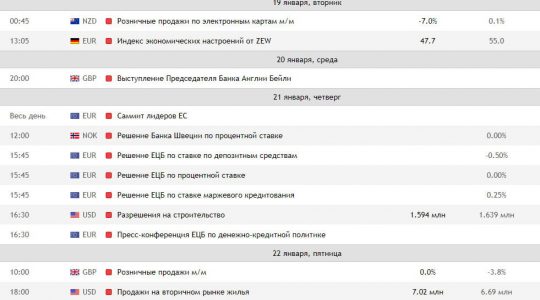 19 января, вторник
00:45 NZD Розничные продажи по электронным картам м/м -7.0% 0.1%
13:05 EUR Индекс экономических настроений от ZEW 47.7 55.0
20 января, среда
20:00 GBP Выступление Председателя Банка Англии Бейли
21 января, четверг
Весь день EUR Саммит лидеров ЕС
12:00 NOK Решение Банка Швеции по процентной ставке 0.00%
15:45 EUR Решение ЕЦБ по ставке по депозитным средствам -0.50%
15:45 EUR Решение ЕЦБ по процентной ставке 0.00%
15:45 EUR Решение ЕЦБ по ставке маржевого кредитования 0.25%
16:30 USD Разрешения на строительство 1.594 млн 1.639 млн
16:30 EUR Пресс-конференция ЕЦБ по денежно-кредитной политике
22 января, пятница
10:00 GBP Розничные продажи м/м 0.0% -3.8%
18:00 USD Продажи на вторичном рынке жилья 7.02 млн 6.69 млн